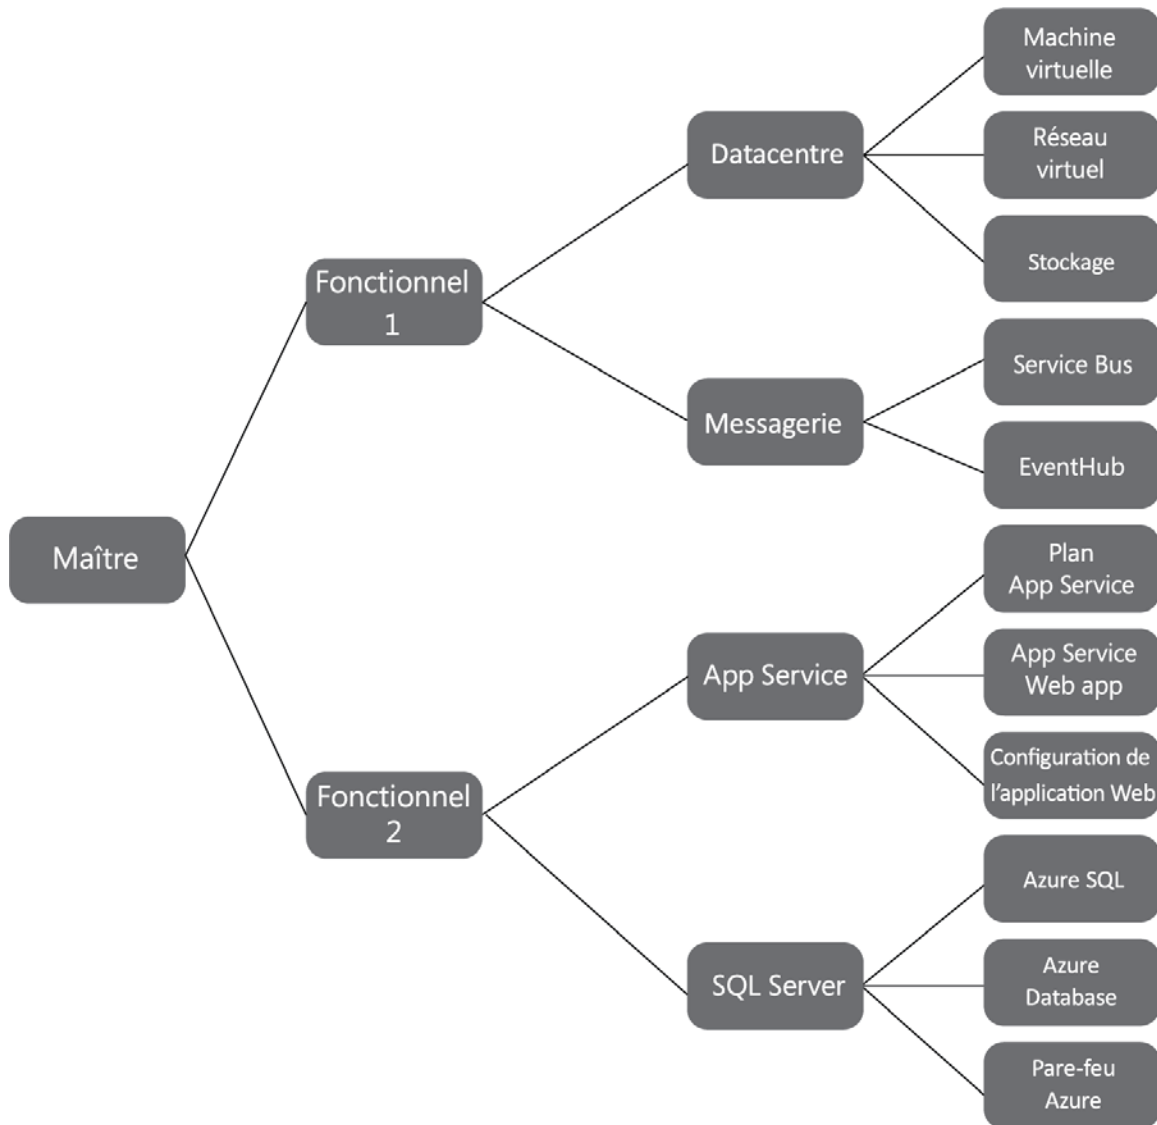 Machine
virtuelle
Datacentre
Réseau
virtuel
Stockage
Fonctionnel
1
Service Bus
Messagerie
EventHub
Maître
Plan
App Service
App Service
App Service
Web app
Configuration de
l'application Web
Fonctionnel
2
Azure SQL
SQL Server
Azure
Database
Pare-feu
Azure